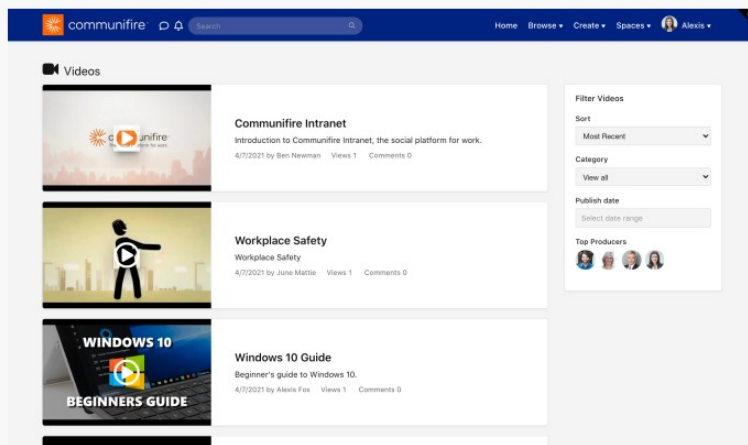 communifire
Search
Home Browse Create Spaces Alexis
Videos
Communifire Intranet
Introduction to Communifire Intranet, the social platform for work.
4/7/2021 by Ben Newman Views 1 Comments 0
WINDOWS 10
BEGINNERS GUIDE
Workplace Safety
Workplace Safety
4/7/2021 by June Mattie Views 1 Comments 0
Windows 10 Guide
Beginner's guide to Windows 10.
4/7/2021 by Alexis Fox Views 1 Comments 0
Filter Videos
Sort
Most Recent
Category
View all
Publish date
Select date range
Top Producers